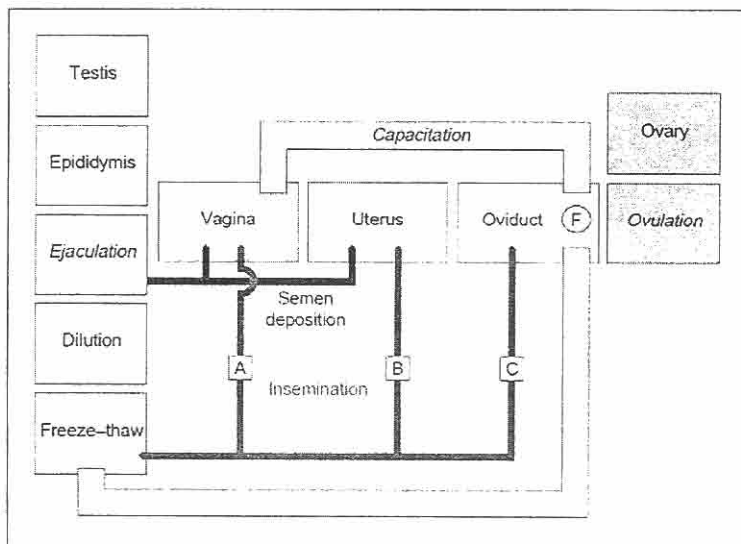 Testis
Epididymis
Ejaculation
Dilution
Freeze–thaw
Capacitation
Vagina
Uterus
Oviduct
F
Ovary
Ovulation
Semen
deposition
A
B
C
Insemination